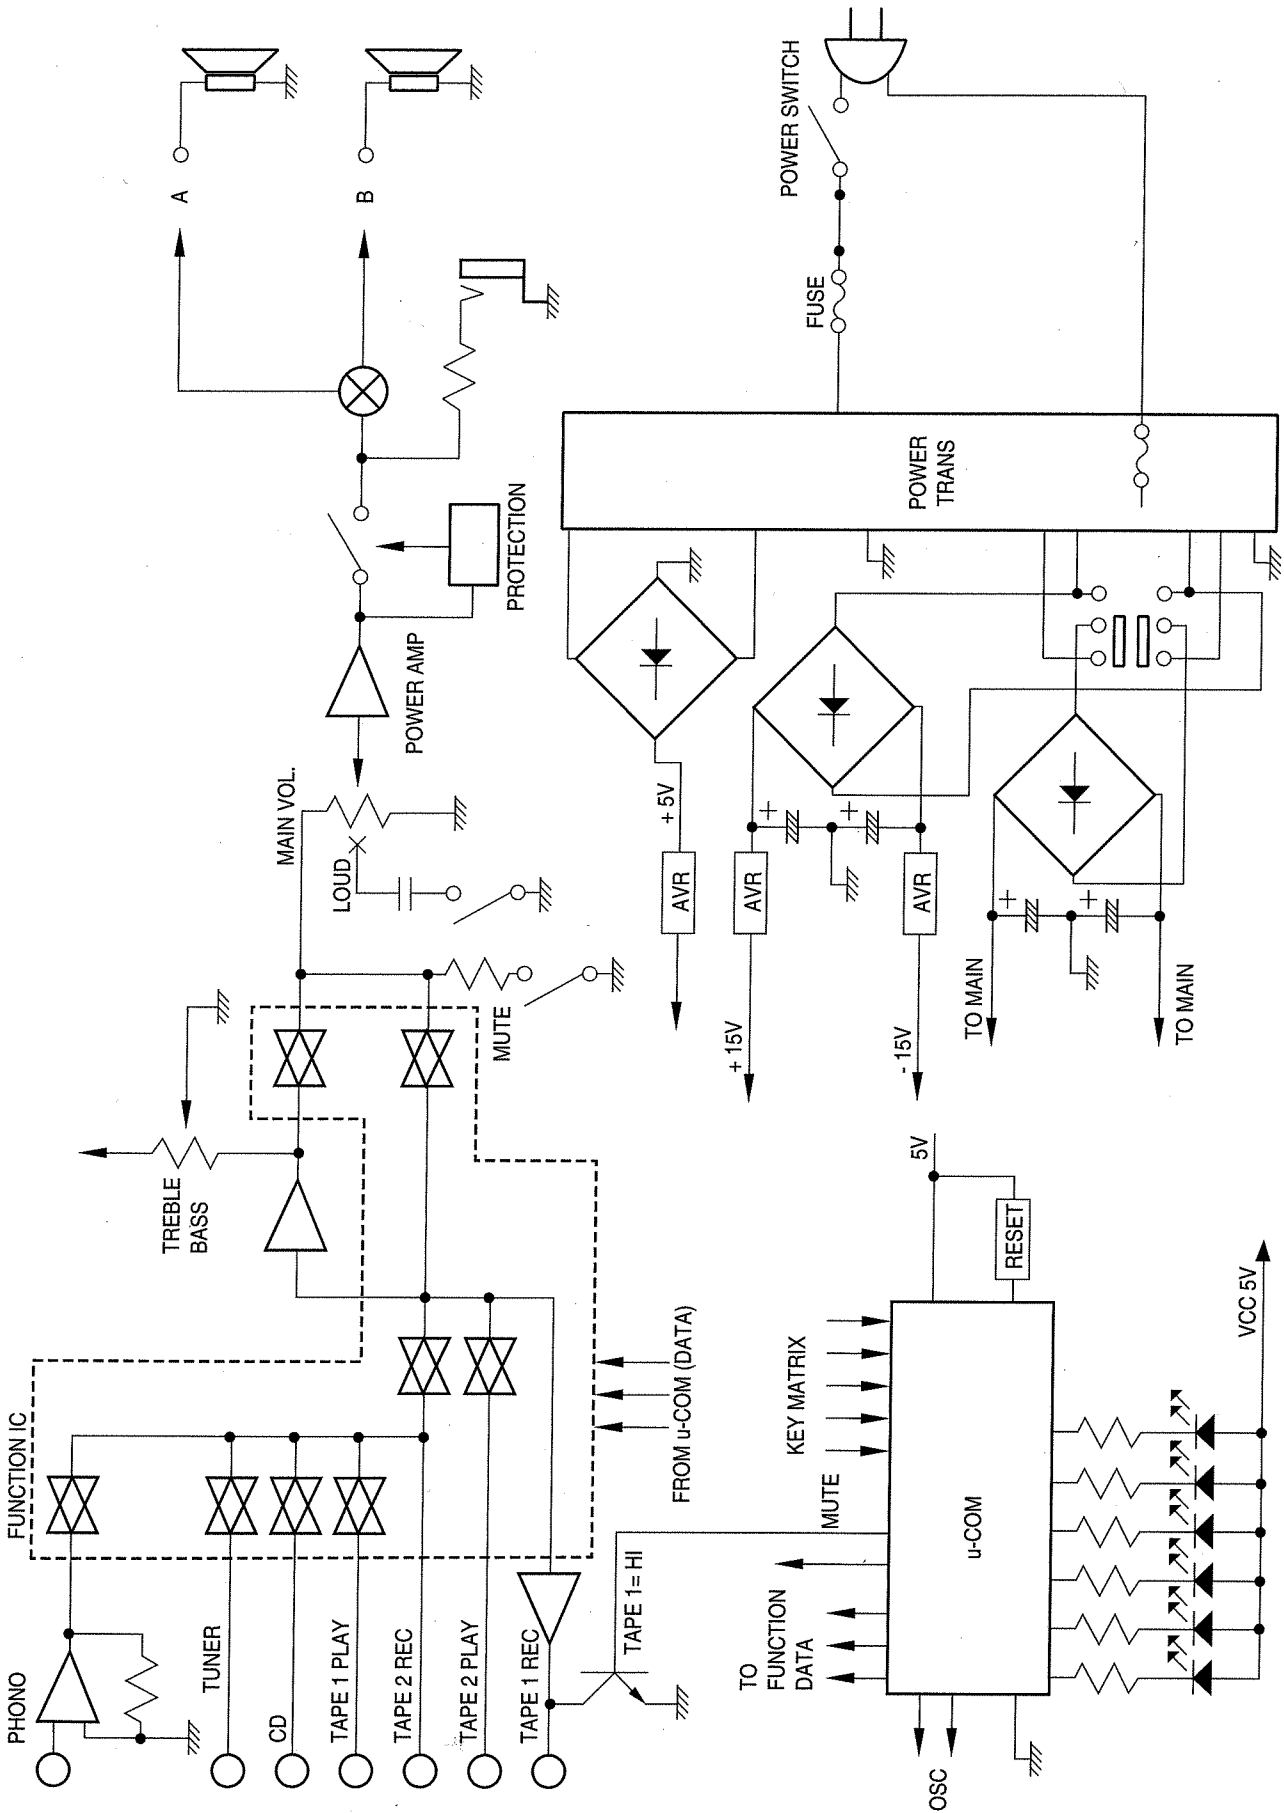 PHONO
FUNCTION IC
TUNER
CD
TAPE 1 PLAY
TAPE 2 REC
TAPE 2 PLAY
TAPE 1 REC
TAPE 1 = HI
FROM u-COM (DATA)
TREBLE
BASS
MUTE
LOUD
MAIN VOL.
POWER AMP
PROTECTION
A
B
TO
FUNCTION
DATA
MUTE
KEY MATRIX
u-COM
OSC
RESET
5V
VCC 5V
+ 5V
AVR
AVR
AVR
+ 15V
- 15V
TO MAIN
TO MAIN
+
+
+
+
POWER
TRANS
FUSE
POWER SWITCH